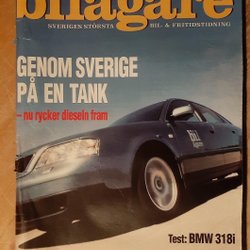 bilägare
SVERIGES STÖRSTA BIL- & FRITIDSTIDNING
GENOM SVERIGE
PÅ EN TANK
– nu rycker dieseln fram
Test: BMW 318i